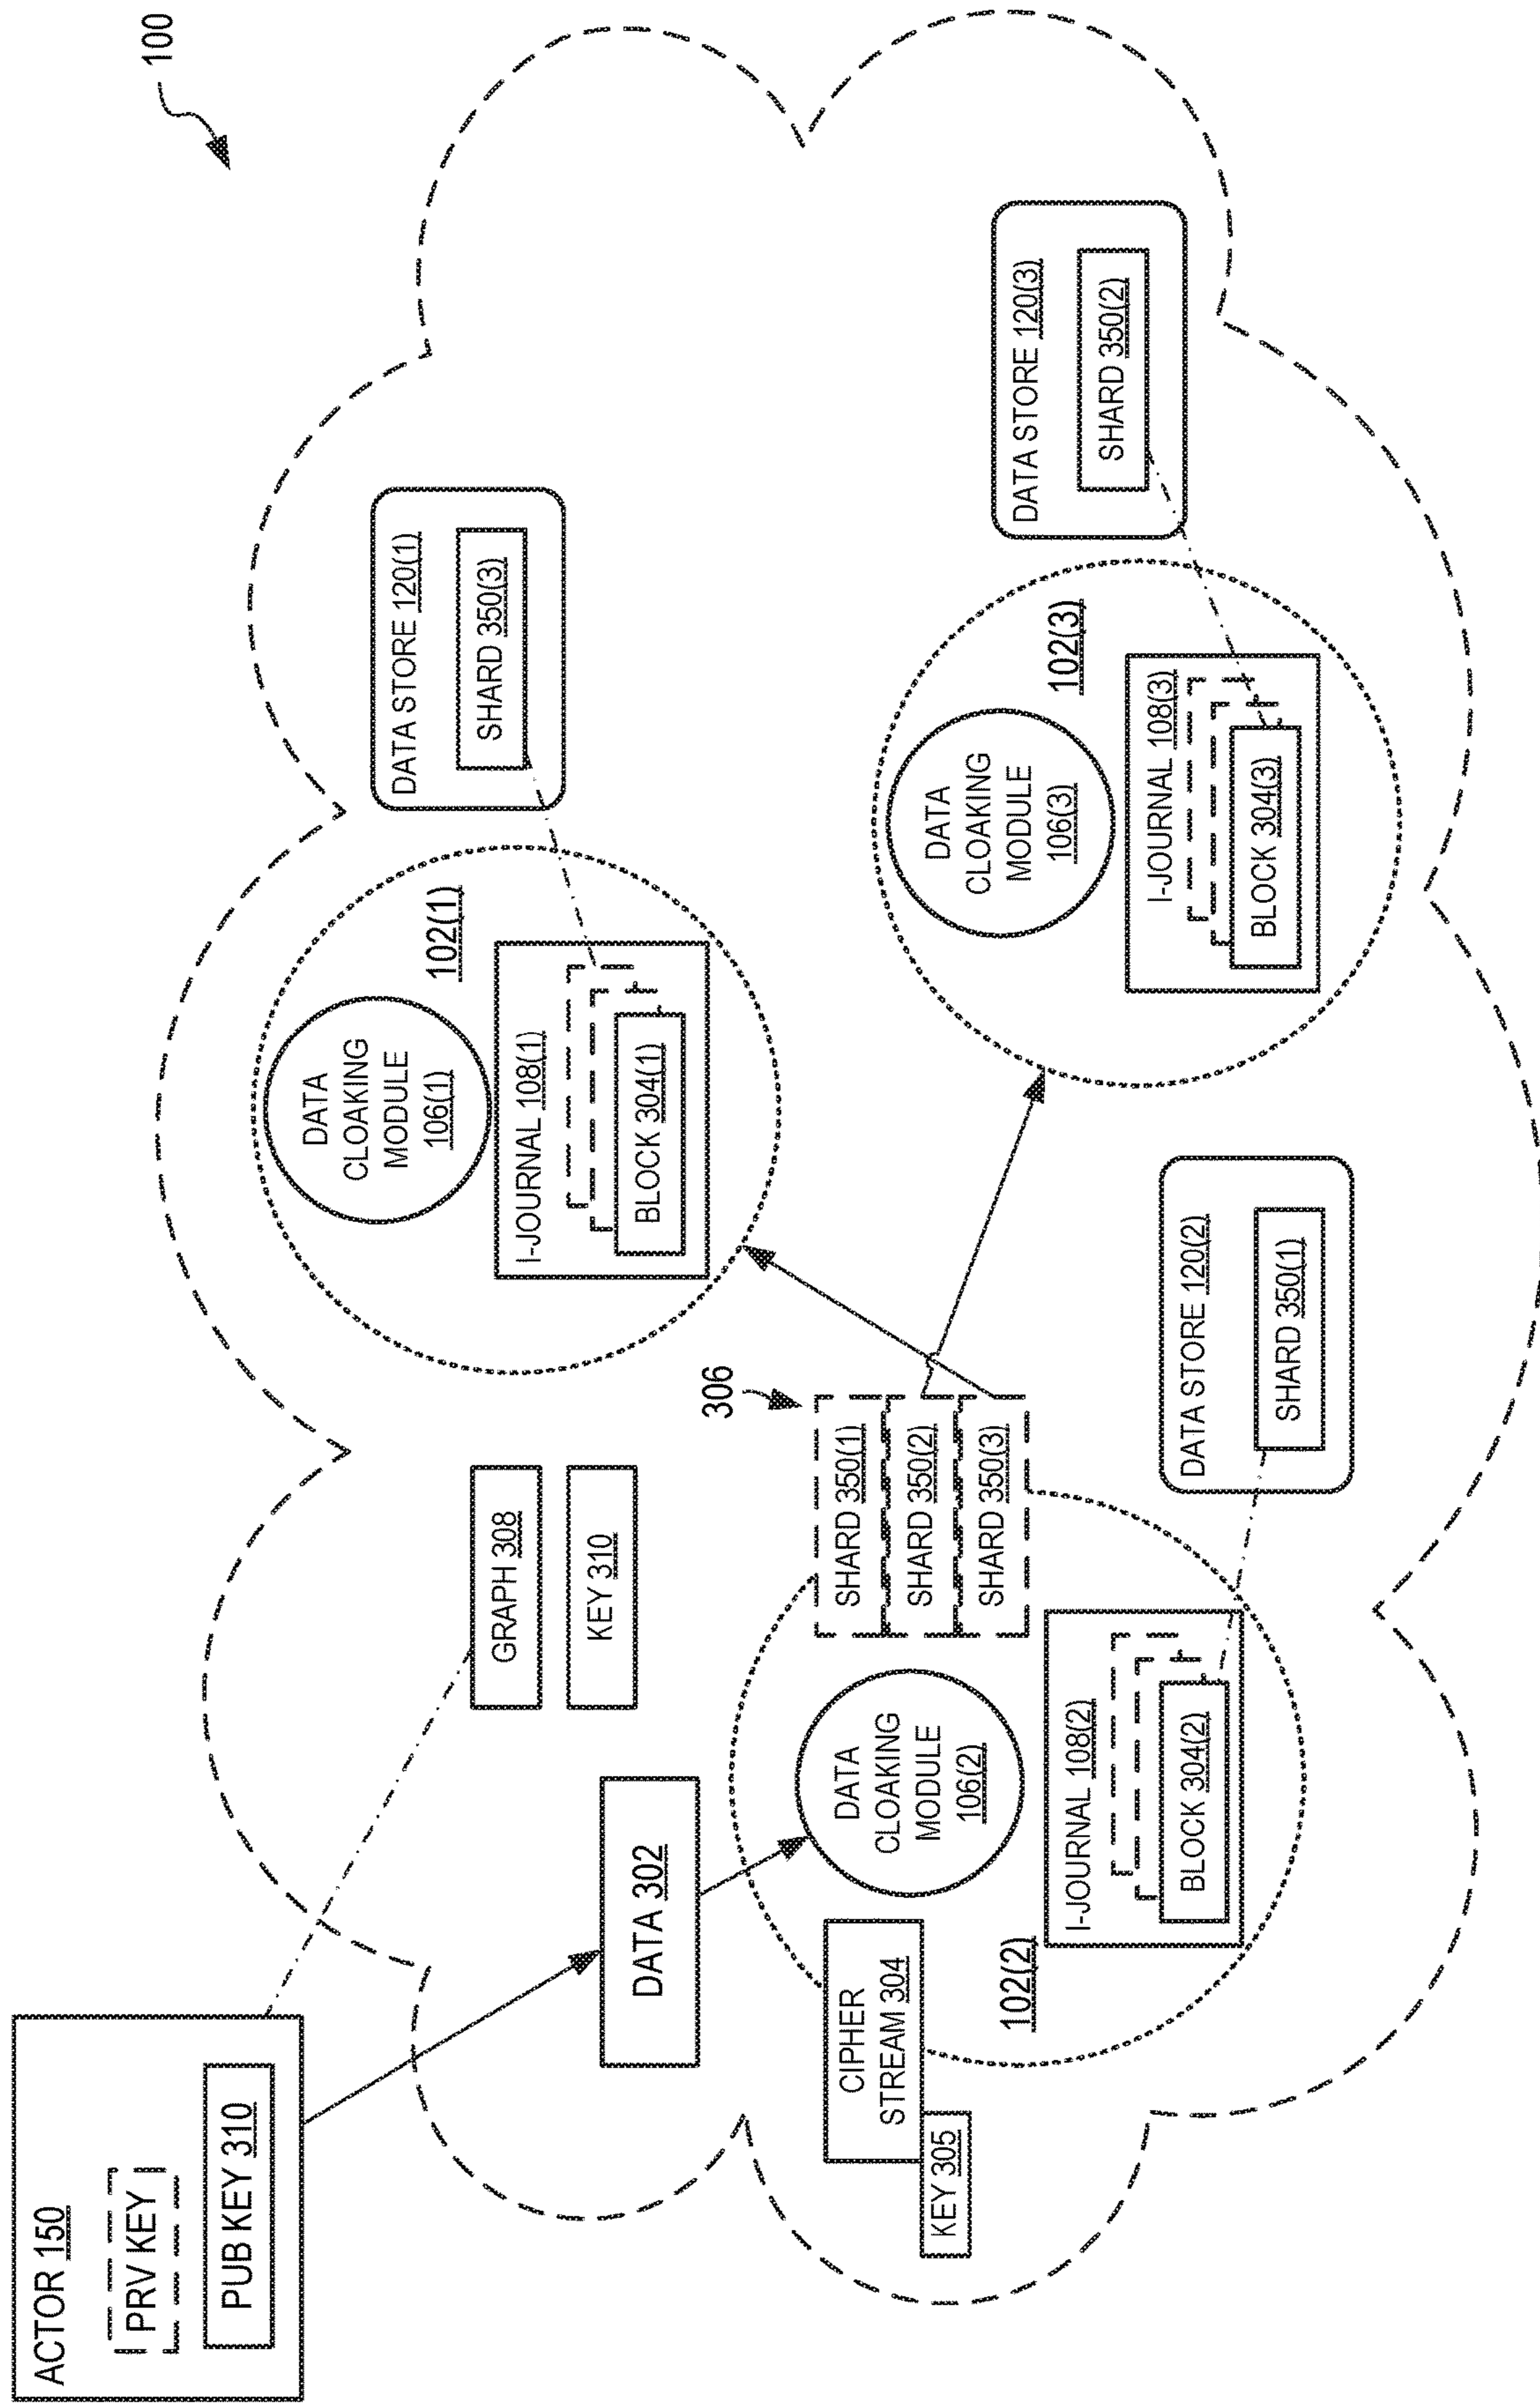 100
ACTOR 150
PRV KEY
PUB KEY 310
GRAPH 308
KEY 310
DATA 302
CIPHER
STREAM 304
KEY 305
DATA
CLOAKING
MODULE
106(2)
102(2)
I-JOURNAL 108(2)
BLOCK 304(2)
306
SHARD 350(1)
SHARD 350(2)
SHARD 350(3)
DATA STORE 120(2)
SHARD 350(1)
DATA
CLOAKING
MODULE
106(1)
102(1)
I-JOURNAL 108(1)
BLOCK 304(1)
DATA STORE 120(1)
SHARD 350(3)
DATA
CLOAKING
MODULE
106(3)
102(3)
I-JOURNAL 108(3)
BLOCK 304(3)
DATA STORE 120(3)
SHARD 350(2)